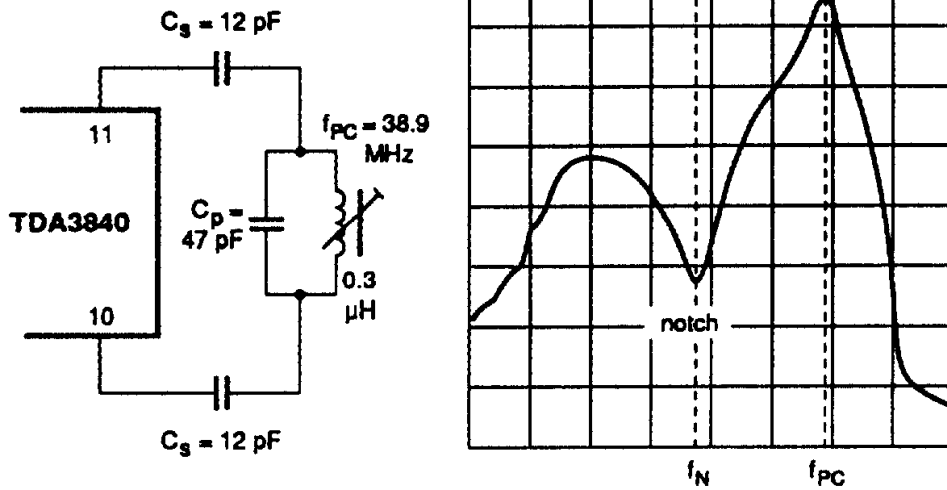 C_s = 12 pF
11
f_PC = 38.9
MHz
TDA3840
C_p =
47 pF
0.3
µH
10
C_s = 12 pF
notch
f_N
f_PC